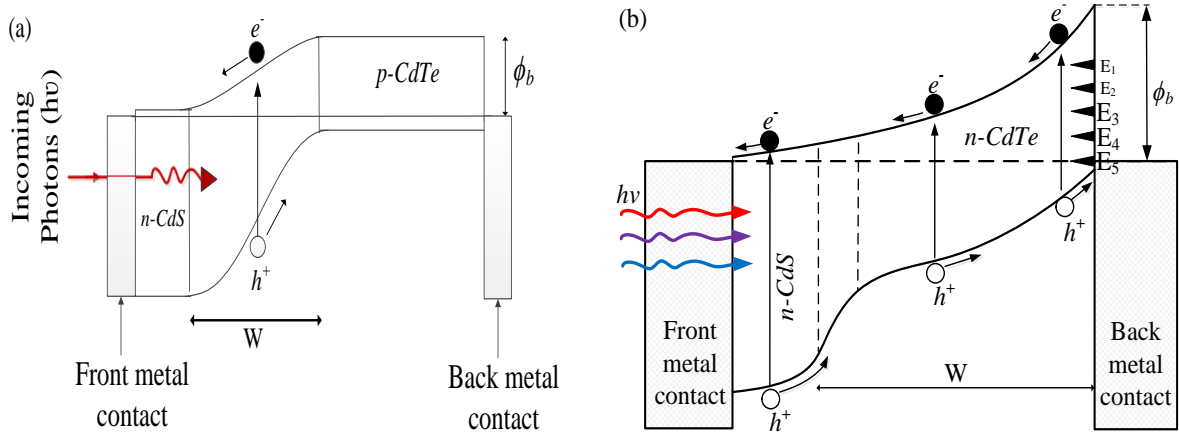 (a)
e-
p-CdTe
ϕb
Incoming
Photons (hυ)
n-CdS
h+
W
Front metal
contact
Back metal
contact
(b)
e-
E1
e-
E2
ϕb
E3
e-
n-CdTe
E4
E5
hν
h+
n-CdS
h+
Front
metal
contact
Back
metal
contact
W
h+